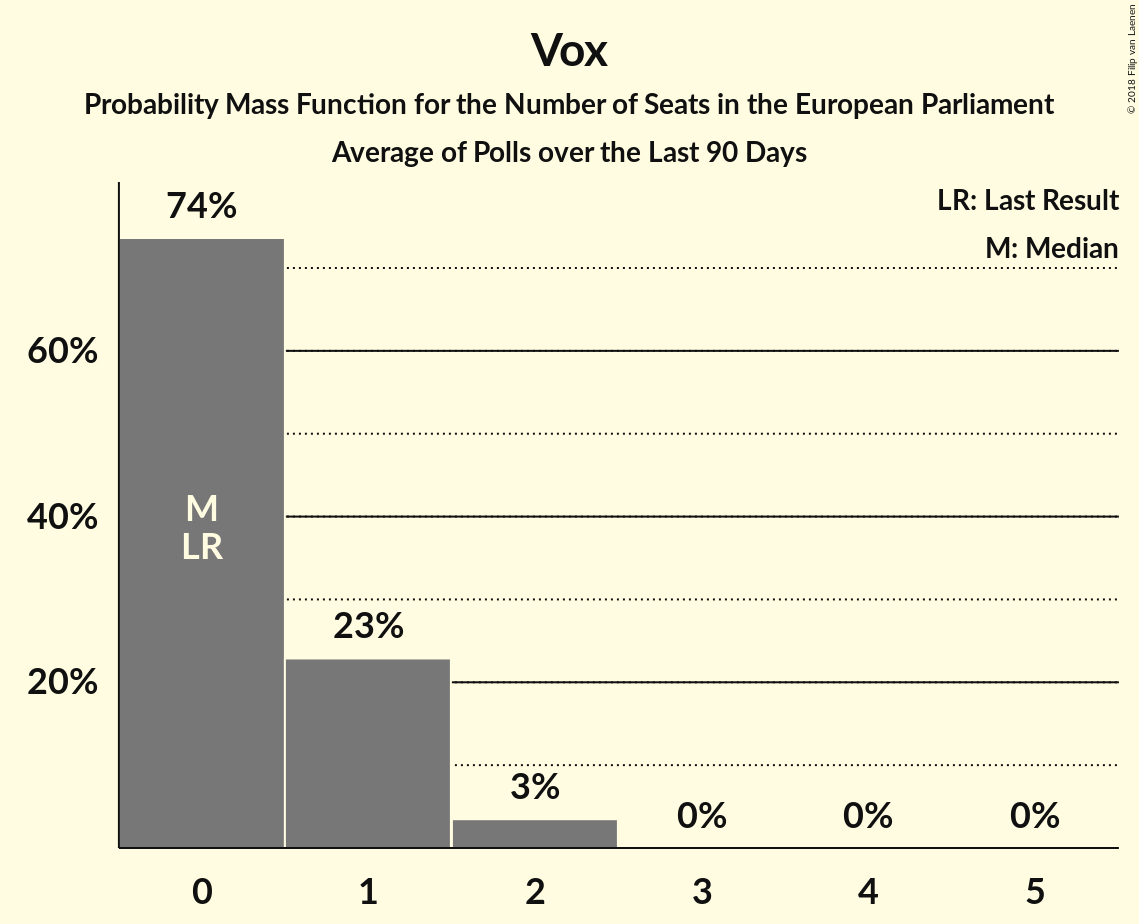 Vox
Probability Mass Function for the Number of Seats in the European Parliament
Average of Polls over the Last 90 Days
© 2018 Filip van Laenen
LR: Last Result
M: Median
74%
60%
M
40%
LR
23%
20%
3%
0%
0%
0%
0
1
2
3
4
5